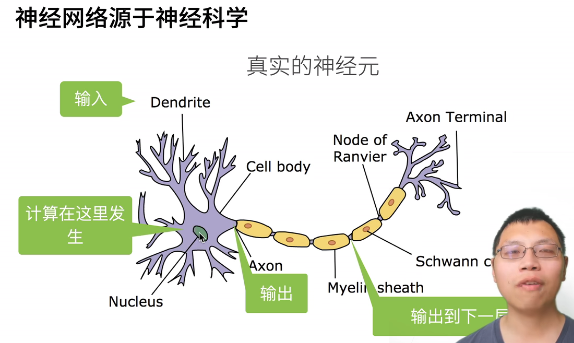 神经网络源于神经科学
真实的神经元
输入
Dendrite
Axon Terminal
Node of
Ranvier
Cell body
计算在这里发
生
Axon
Schwann
输出
Myelin sheath
Nucleus
输出到下一